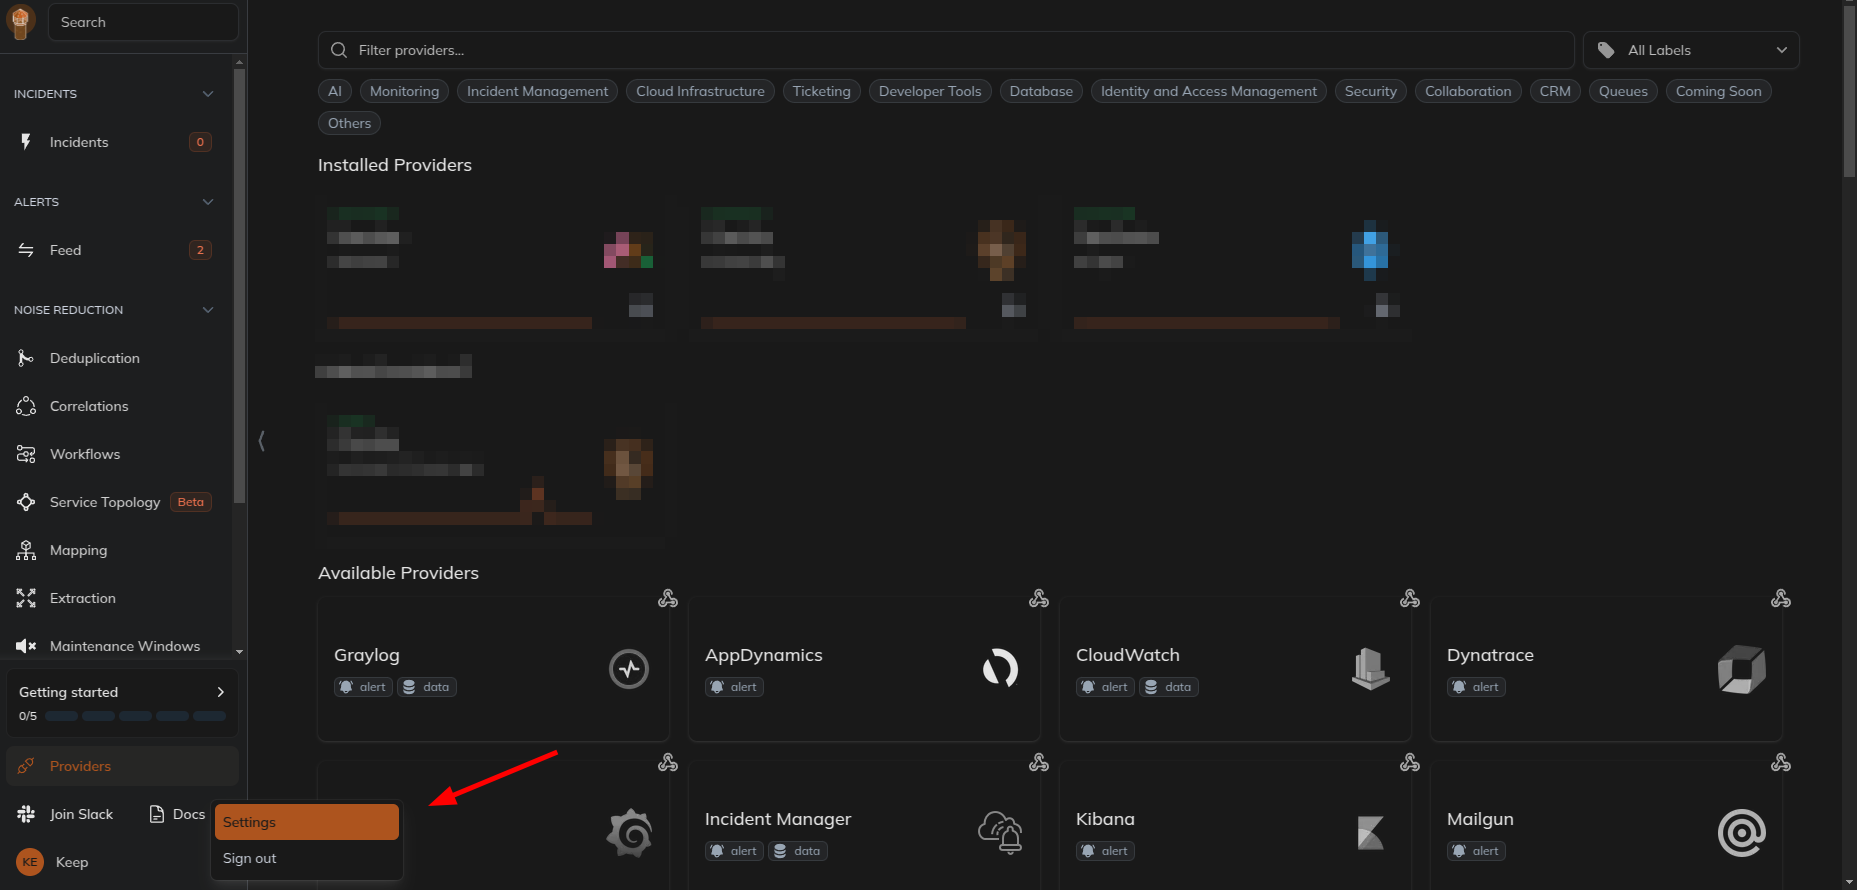 Search
INCIDENTS
Incidents 0
ALERTS
Feed 2
NOISE REDUCTION
Deduplication
Correlations
Workflows
Service Topology Beta
Mapping
Extraction
Maintenance Windows
Getting started
0/5
Providers
Join Slack Docs
KE Keep
Settings
Sign out
Filter providers... All Labels
AI Monitoring Incident Management Cloud Infrastructure Ticketing Developer Tools Database Identity and Access Management Security Collaboration CRM Queues Coming Soon
Others
Installed Providers
Available Providers
Graylog
alert data
AppDynamics
alert
CloudWatch
alert data
Dynatrace
alert
Incident Manager
alert data
Kibana
alert
Mailgun
alert